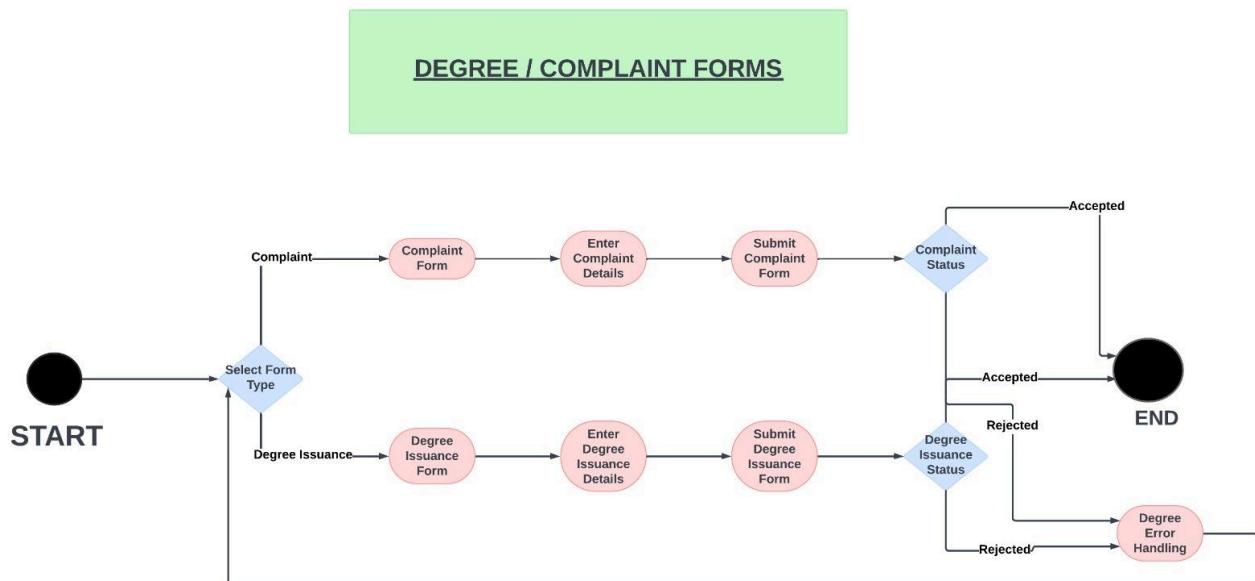 DEGREE / COMPLAINT FORMS
Accepted
Complaint
Complaint
Form
Enter
Complaint
Details
Submit
Complaint
Form
Complaint
Status
Select Form
Type
START
Accepted
END
Rejected
Degree Issuance
Degree
Issuance
Form
Enter
Degree
Issuance
Details
Submit
Degree
Issuance
Form
Degree
Issuance
Status
Rejected
Degree
Error
Handling